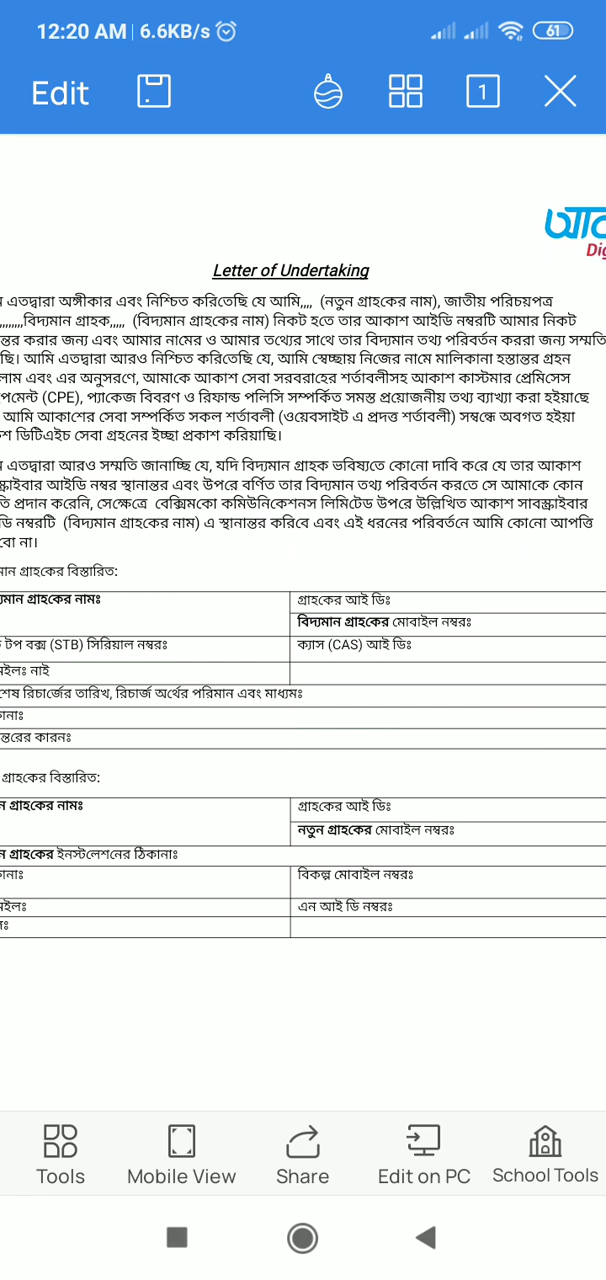 12:20 AM | 6.6KB/s
61
Edit
1
আক
Dig
Letter of Undertaking
এতদ্বারা অঙ্গীকার এবং নিশ্চিত করিতেছি যে আমি,,,, (নতুন গ্রাহকের নাম), জাতীয় পরিচয়পত্র
,,,,,,,,বিদ্যমান গ্রাহক,,,,, (বিদ্যমান গ্রাহকের নাম) নিকট হতে তার আকাশ আইডি নম্বরটি আমার নিকট
ন্তর করার জন্য এবং আমার নামের ও আমার তথ্যের সাথে তার বিদ্যমান তথ্য পরিবর্তন কররা জন্য সম্মতি
ছি। আমি এতদ্বারা আরও নিশ্চিত করিতেছি যে, আমি স্বেচ্ছায় নিজের নামে মালিকানা হস্তান্তর গ্রহন
লাম এবং এর অনুসরণে, আমাকে আকাশ সেবা সরবরাহের শর্তাবলীসহ আকাশ কাস্টমার প্রেমিসেস
পমেন্ট (CPE), প্যাকেজ বিবরণ ও রিফান্ড পলিসি সম্পর্কিত সমস্ত প্রয়োজনীয় তথ্য ব্যাখ্যা করা হইয়াছে
আমি আকাশের সেবা সম্পর্কিত সকল শর্তাবলী (ওয়েবসাইট এ প্রদত্ত শর্তাবলী) সম্বন্ধে অবগত হইয়া
শ ডিটিএইচ সেবা গ্রহনের ইচ্ছা প্রকাশ করিয়াছি।
এতদ্বারা আরও সম্মতি জানাচ্ছি যে, যদি বিদ্যমান গ্রাহক ভবিষ্যতে কোনো দাবি করে যে তার আকাশ
স্ক্রাইবার আইডি নম্বর স্থানান্তর এবং উপরে বর্ণিত তার বিদ্যমান তথ্য পরিবর্তন করতে সে আমাকে কোন
তি প্রদান করেনি, সেক্ষেত্রে বেক্সিমকো কমিউনিকেশনস লিমিটেড উপরে উল্লিখিত আকাশ সাবস্ক্রাইবার
ডি নম্বরটি (বিদ্যমান গ্রাহকের নাম) এ স্থানান্তর করিবে এবং এই ধরনের পরিবর্তনে আমি কোনো আপত্তি
বো না।
মান গ্রাহকের বিস্তারিত:
্যমান গ্রাহকের নামঃ
গ্রাহকের আই ডিঃ
বিদ্যমান গ্রাহকের মোবাইল নম্বরঃ
টপ বক্স (STB) সিরিয়াল নম্বরঃ
ক্যাস (CAS) আই ডিঃ
মইলঃ নাই
শেষ রিচার্জের তারিখ, রিচার্জ অর্থের পরিমান এবং মাধ্যমঃ
কানাঃ
ন্তরের কারনঃ
গ্রাহকের বিস্তারিত:
ন গ্রাহকের নামঃ
গ্রাহকের আই ডিঃ
নতুন গ্রাহকের মোবাইল নম্বরঃ
ন গ্রাহকের ইনস্টলেশনের ঠিকানাঃ
কানাঃ
বিকল্প মোবাইল নম্বরঃ
মইলঃ
এন আই ডি নম্বরঃ
Tools
Mobile View
Share
Edit on PC
School Tools